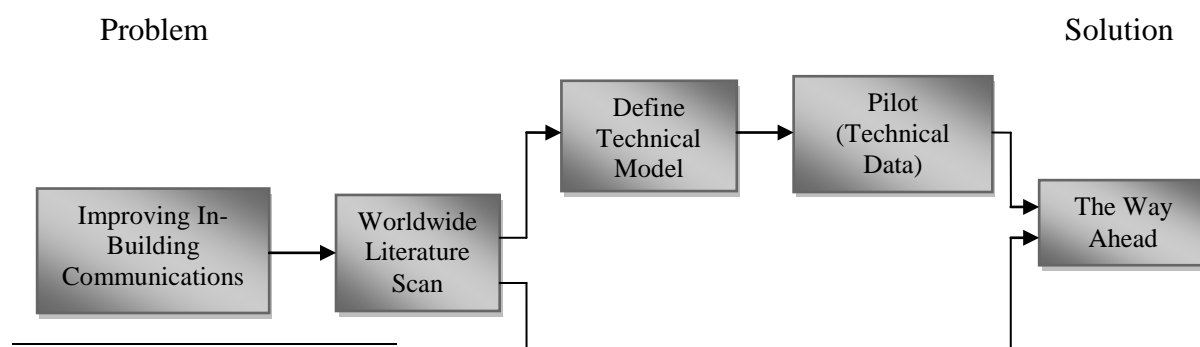 Problem
Solution
Improving In-
Building
Communications
Worldwide
Literature
Scan
Define
Technical
Model
Pilot
(Technical
Data)
The Way
Ahead